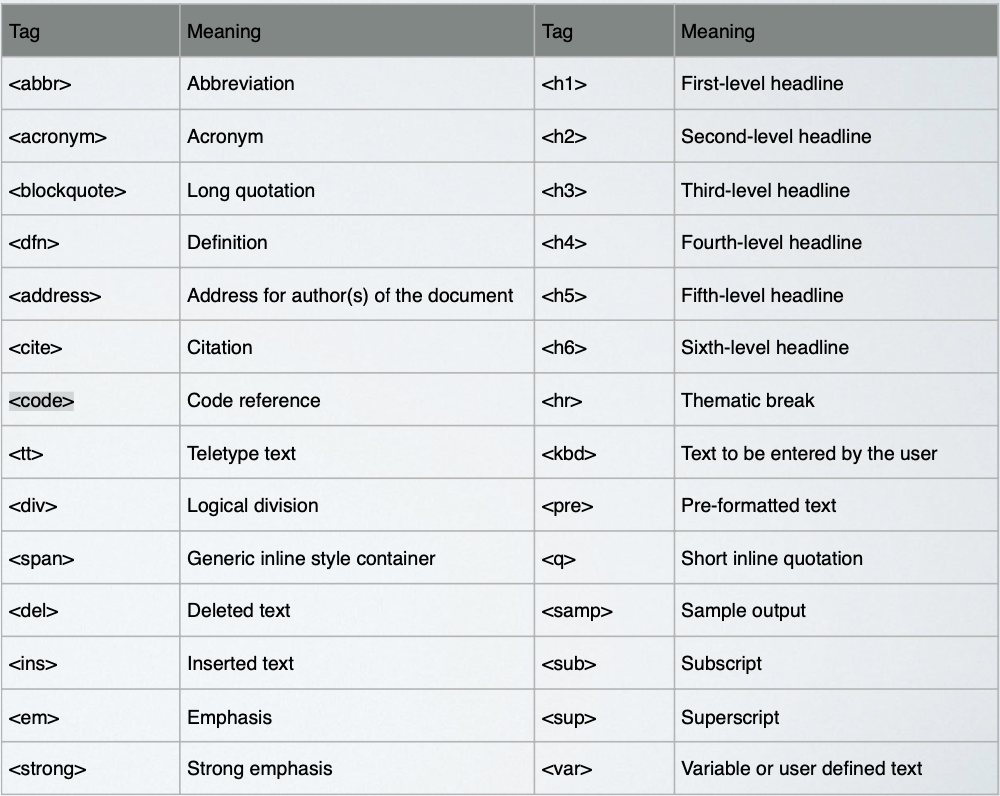 Tag Meaning Tag Meaning
<abbr> Abbreviation <h1> First-level headline
<acronym> Acronym <h2> Second-level headline
<blockquote> Long quotation <h3> Third-level headline
<dfn> Definition <h4> Fourth-level headline
<address> Address for author(s) of the document <h5> Fifth-level headline
<cite> Citation <h6> Sixth-level headline
<code> Code reference <hr> Thematic break
<tt> Teletype text <kbd> Text to be entered by the user
<div> Logical division <pre> Pre-formatted text
<span> Generic inline style container <q> Short inline quotation
<del> Deleted text <samp> Sample output
<ins> Inserted text <sub> Subscript
<em> Emphasis <sup> Superscript
<strong> Strong emphasis <var> Variable or user defined text